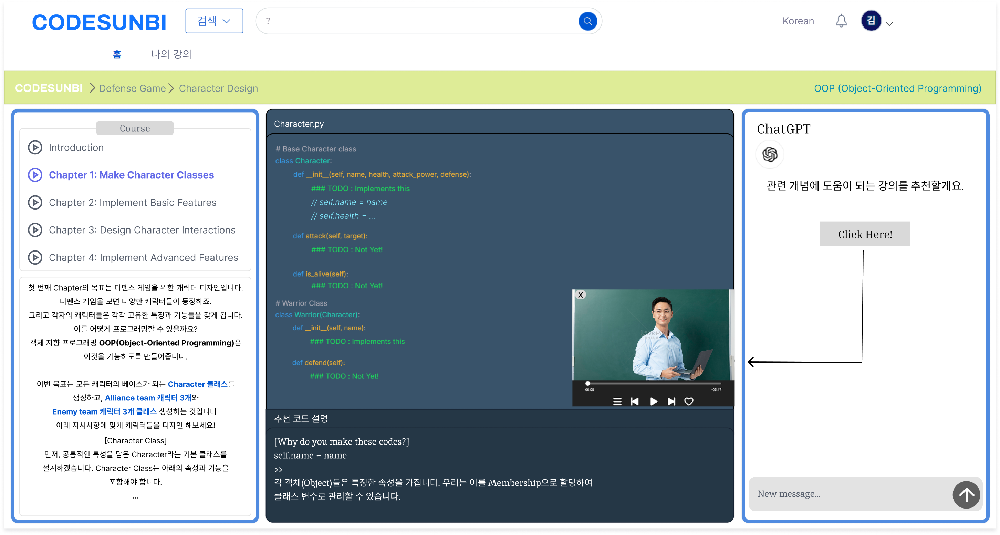 CODESUNBI
검색
?
Korean
김
홈
나의 강의
CODESUNBI
Defense Game
Character Design
OOP (Object-Oriented Programming)
Course
Introduction
Chapter 1: Make Character Classes
Chapter 2: Implement Basic Features
Chapter 3: Design Character Interactions
Chapter 4: Implement Advanced Features
첫 번째 Chapter의 목표는 디펜스 게임을 위한 캐릭터 디자인입니다.
디펜스 게임을 보면 다양한 캐릭터들이 등장하죠.
그리고 각자의 캐릭터들은 각각 고유한 특징과 기능들을 갖게 됩니다.
이를 어떻게 프로그래밍할 수 있을까요?
객체 지향 프로그래밍 OOP(Object-Oriented Programming)은
이것을 가능하도록 만들어줍니다.
이번 목표는 모든 캐릭터의 베이스가 되는 Character 클래스를
생성하고, Alliance team 캐릭터 3개와
Enemy team 캐릭터 3개 클래스 생성하는 것입니다.
아래 지시사항에 맞게 캐릭터들을 디자인 해보세요!
[Character Class]
먼저, 공통적인 특성을 담은 Character라는 기본 클래스를
설계하겠습니다. Character Class는 아래의 속성과 기능을
포함해야 합니다.
...
Character.py
# Base Character class
class Character:
def __init__(self, name, health, attack_power, defense):
### TODO : Implements this
// self.name = name
// self.health = ...
def attack(self, target):
### TODO : Not Yet!
def is_alive(self):
### TODO : Not Yet!
# Warrior Class
class Warrior(Character):
def __init__(self, name):
### TODO : Implements this
def defend(self):
### TODO : Not Yet!
X
LovePik
lovepik.com
00:00
-05:17
추천 코드 설명
[Why do you make these codes?]
self.name = name
>>
각 객체(Object)들은 특정한 속성을 가집니다. 우리는 이를 Membership으로 할당하여
클래스 변수로 관리할 수 있습니다.
ChatGPT
관련 개념에 도움이 되는 강의를 추천할게요.
Click Here!
New message...